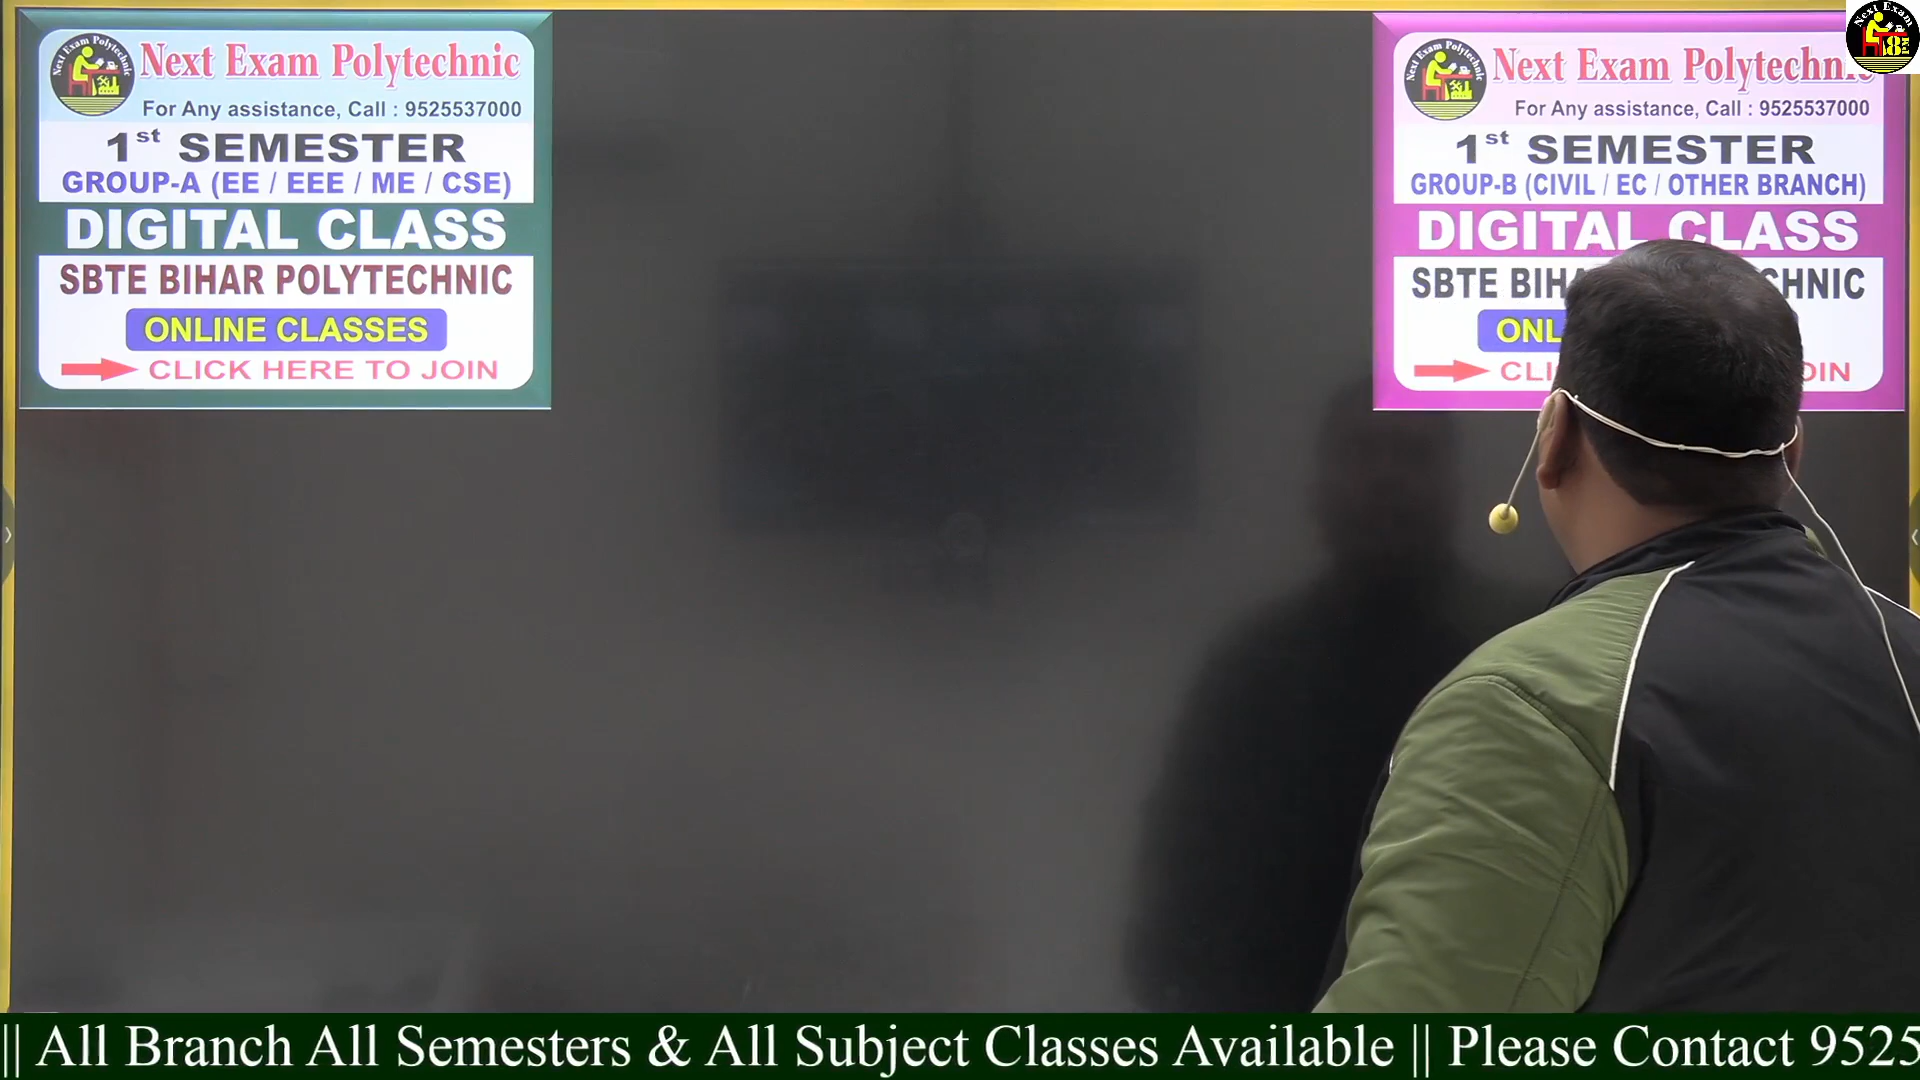 Next Exam Polytechnic
For Any assistance, Call : 9525537000
1st SEMESTER
GROUP-A (EE / EEE / ME / CSE)
DIGITAL CLASS
SBTE BIHAR POLYTECHNIC
ONLINE CLASSES
CLICK HERE TO JOIN
Next Exam Polytechnic
For Any assistance, Call : 9525537000
1st SEMESTER
GROUP-B (CIVIL / EC / OTHER BRANCH)
DIGITAL CLASS
SBTE BIH CHNIC
ONL
CLI OIN
Next Exam
|| All Branch All Semesters & All Subject Classes Available || Please Contact 9525